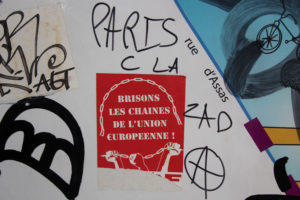 PARIS
C LA
ZAD
rue
d'Assas
BRISONS
LES CHAINES
DE L'UNION
EUROPEENNE !